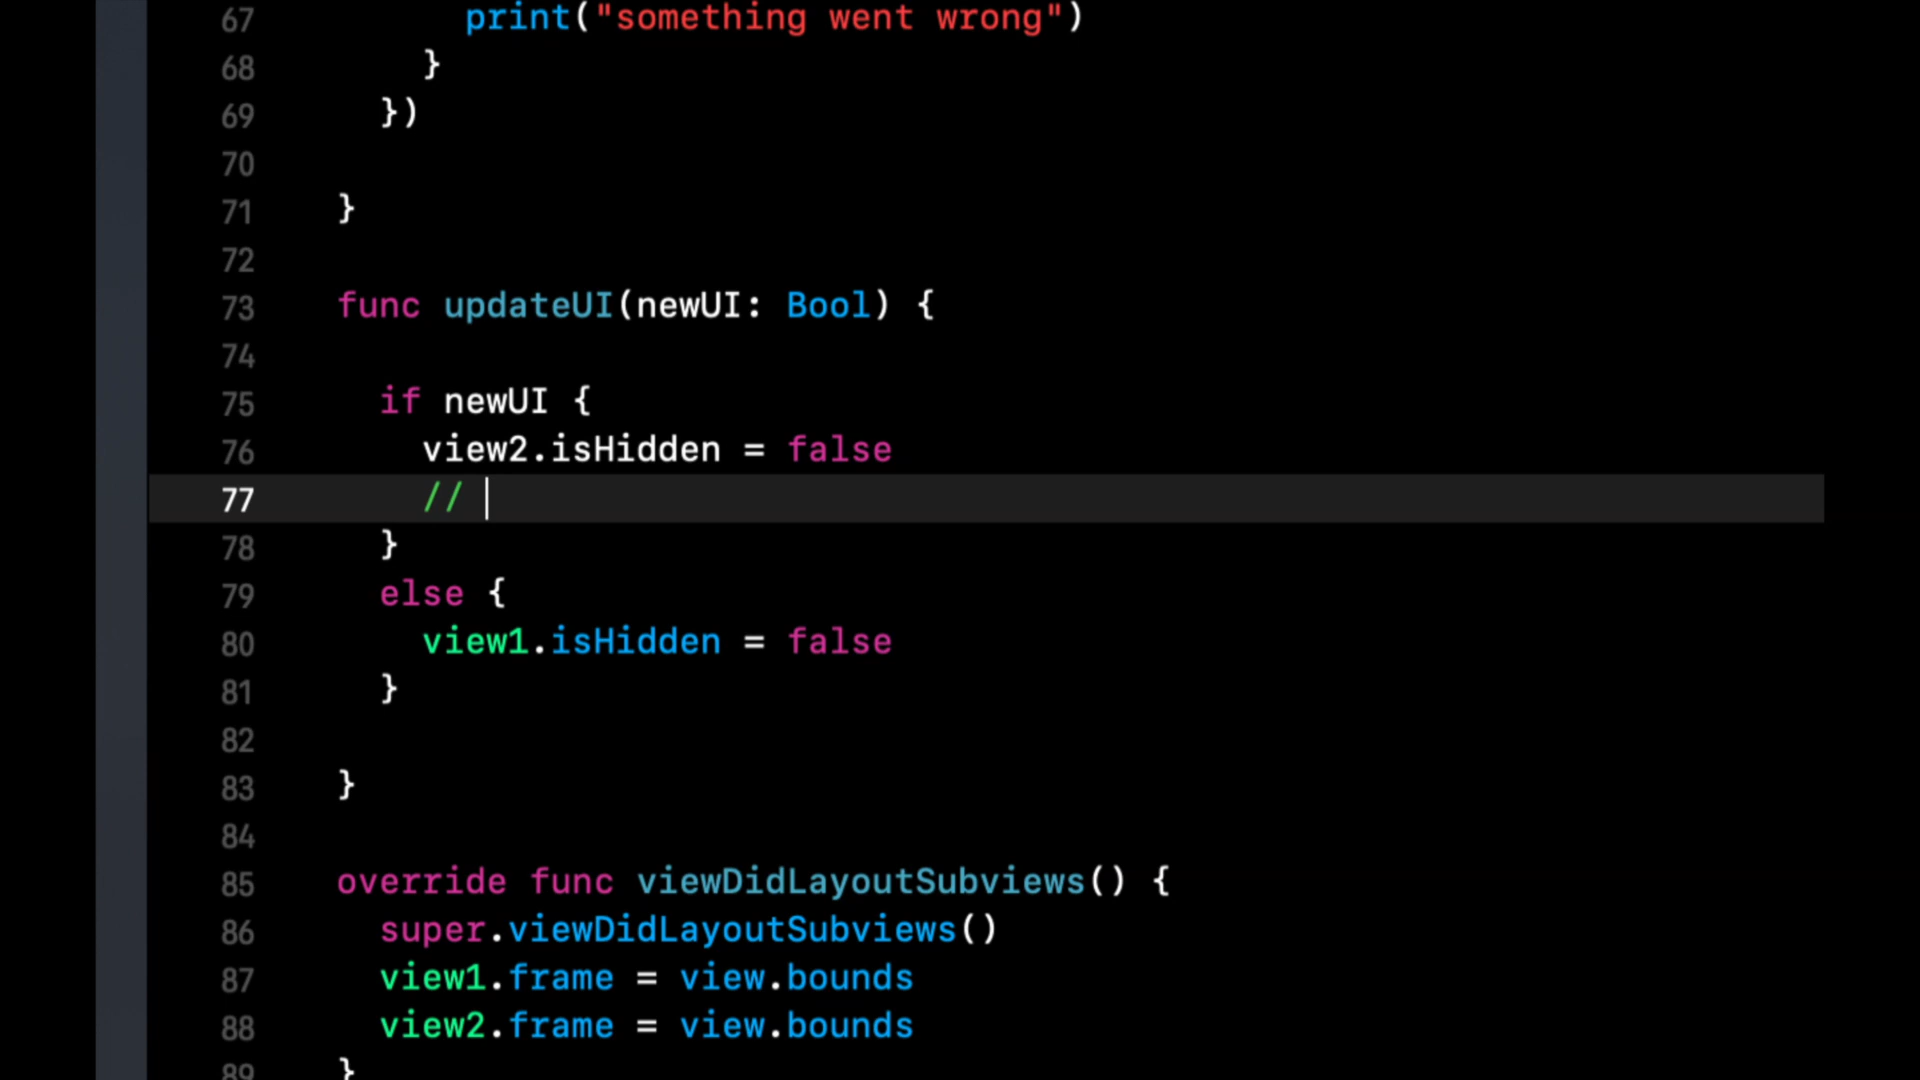 67 print("something went wrong")
68 }
69 })
70
71 }
72
73 func updateUI(newUI: Bool) {
74
75 if newUI {
76 view2.isHidden = false
77 //
78 }
79 else {
80 view1.isHidden = false
81 }
82
83 }
84
85 override func viewDidLayoutSubviews() {
86 super.viewDidLayoutSubviews()
87 view1.frame = view.bounds
88 view2.frame = view.bounds
89 }